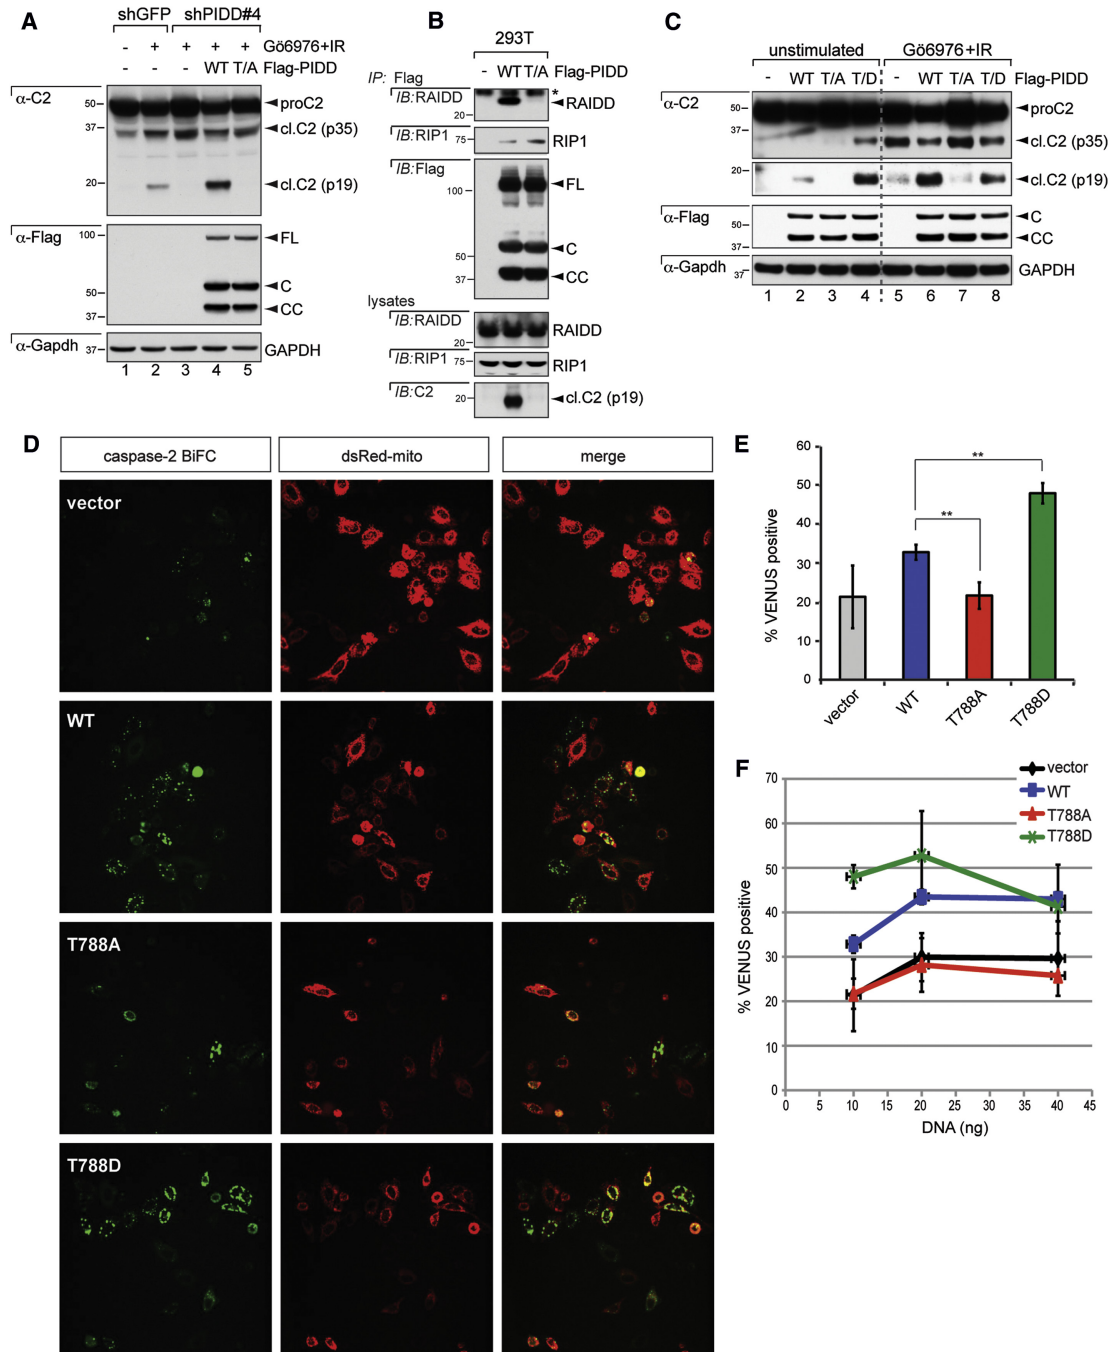 A
shGFP shPIDD#4
- + + + + Gö6976+IR
- - - WT T/A Flag-PIDD
α-C2
50 proC2
37 cl.C2 (p35)
20 cl.C2 (p19)
α-Flag
100 FL
50 C
CC
α-Gapdh
37 GAPDH
1 2 3 4 5
B
293T
- WT T/A Flag-PIDD
IP: Flag
IB:RAIDD *
RAIDD
20
IB:RIP1
75 RIP1
IB:Flag
100 FL
50 C
37 CC
lysates
IB:RAIDD
RAIDD
20
IB:RIP1
75 RIP1
IB:C2
20 cl.C2 (p19)
C
unstimulated Gö6976+IR
- WT T/A T/D - WT T/A T/D Flag-PIDD
α-C2
50 proC2
37 cl.C2 (p35)
20 cl.C2 (p19)
α-Flag
50 C
37 CC
α-Gapdh
37 GAPDH
1 2 3 4 5 6 7 8
D
caspase-2 BiFC dsRed-mito merge
vector
WT
T788A
T788D
E
% VENUS positive
60
50
40
30
20
10
0
**
**
vector WT T788A T788D
F
vector
WT
T788A
T788D
% VENUS positive
70
60
50
40
30
20
10
0
0 5 10 15 20 25 30 35 40 45
DNA (ng)